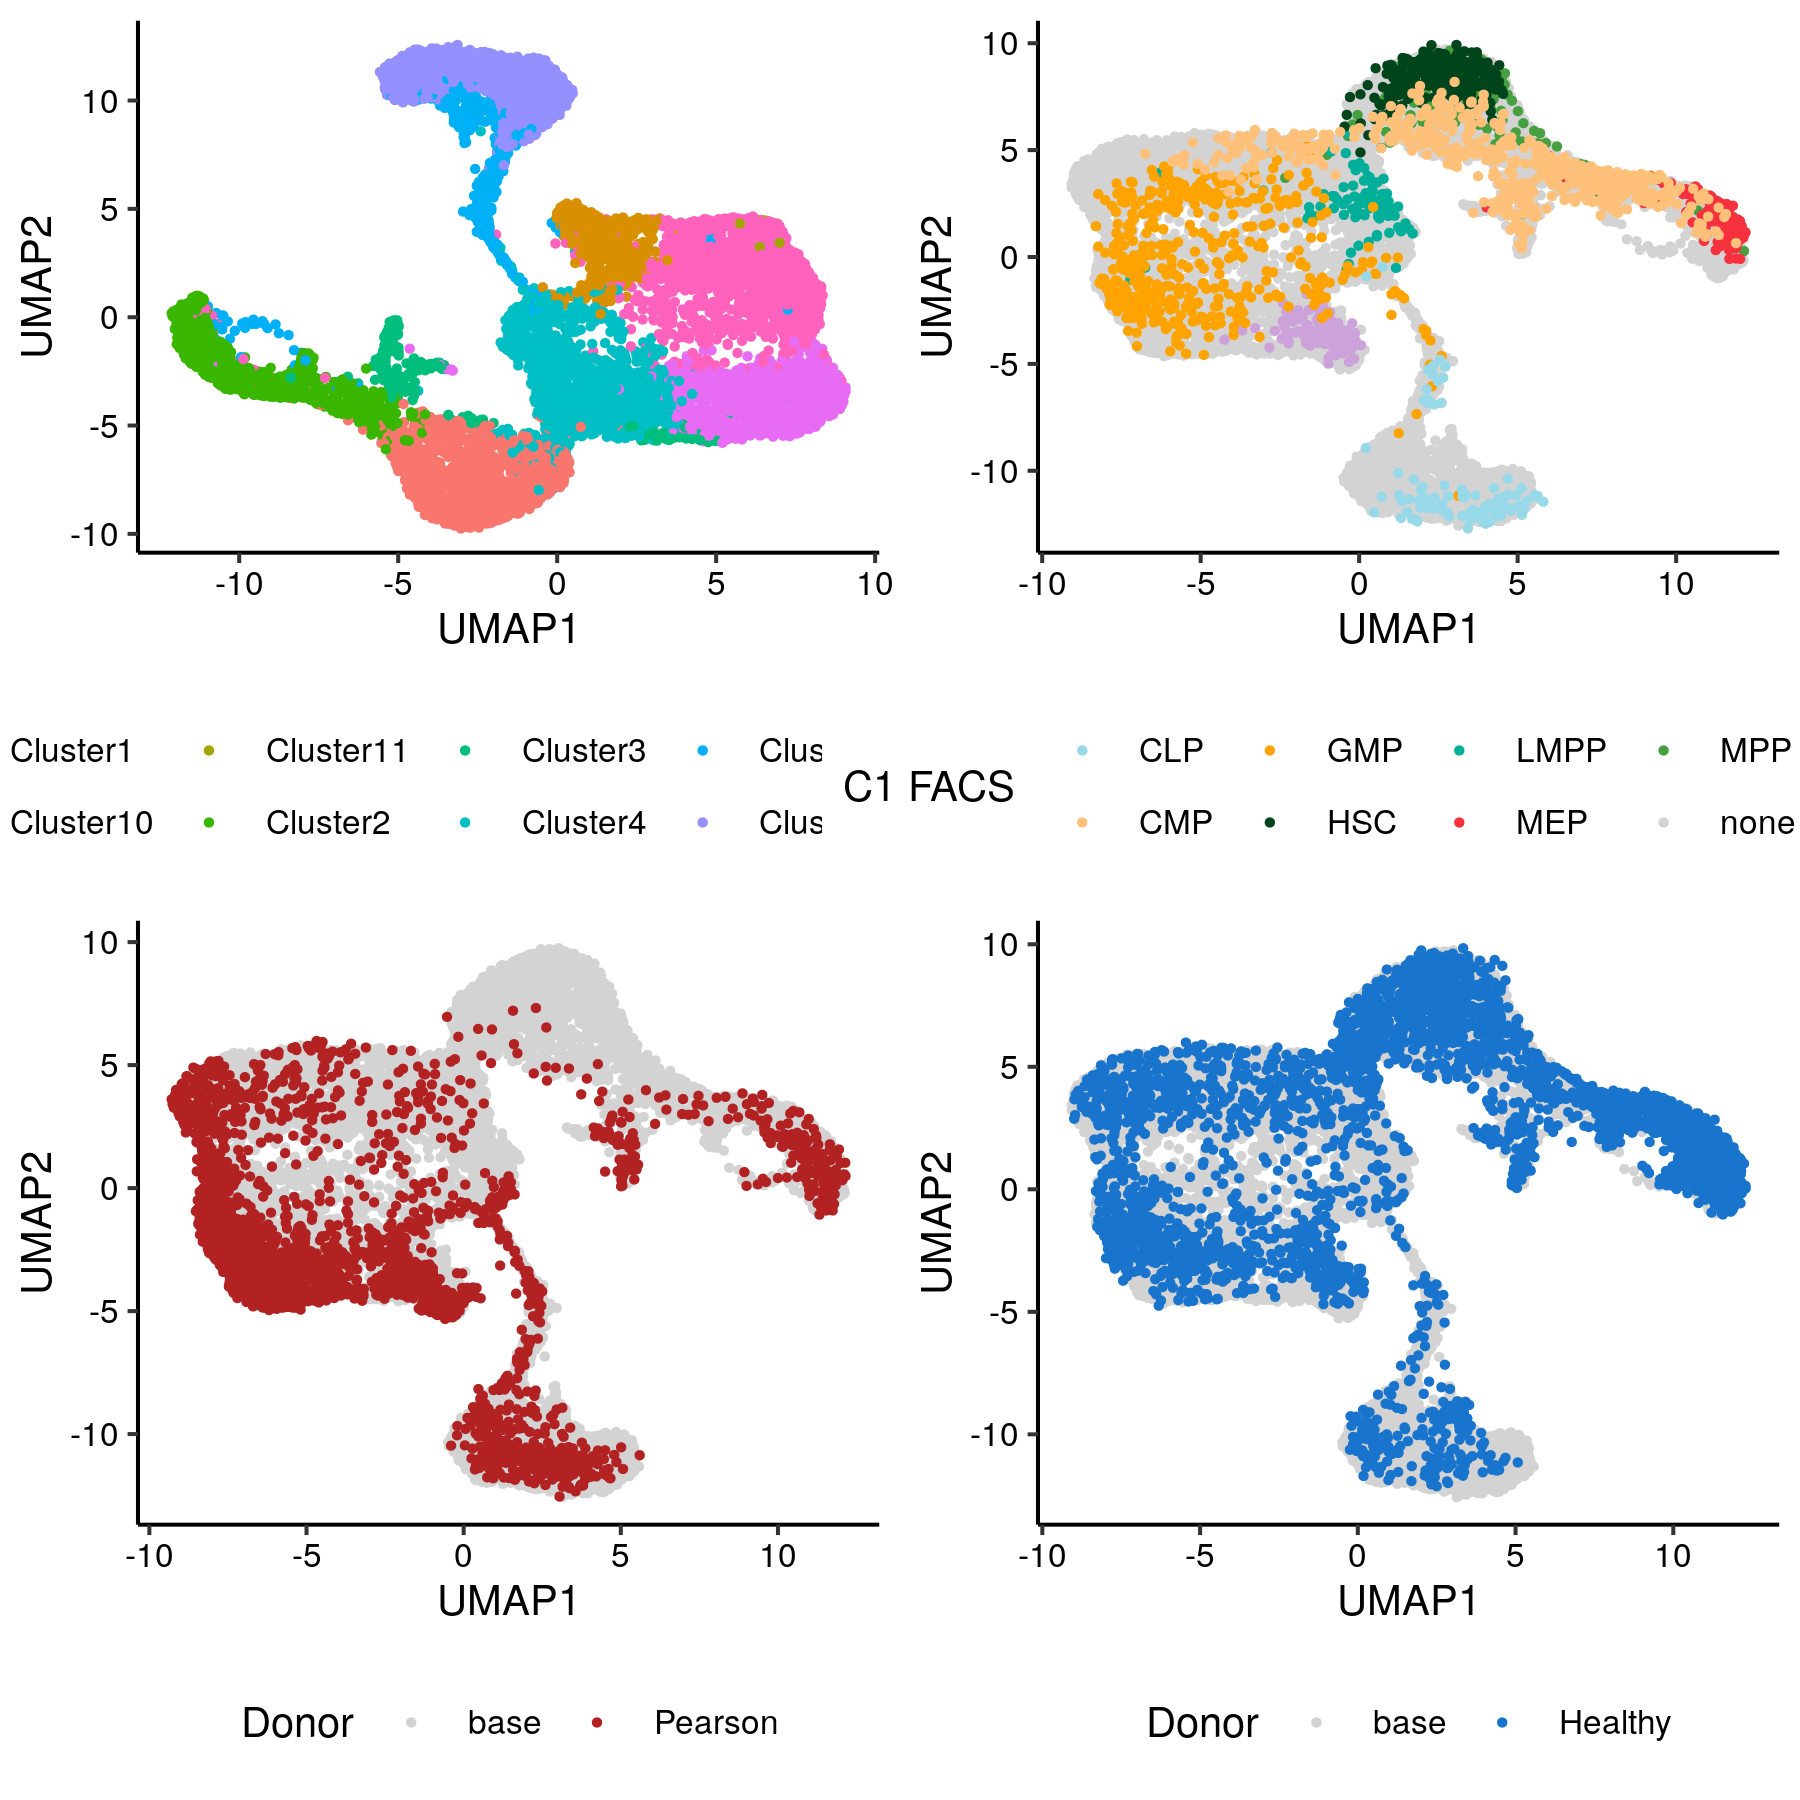 10
5
0
-5
-10
UMAP2
-10 -5 0 5 10
UMAP1
10
5
0
-5
-10
UMAP2
-10 -5 0 5 10
UMAP1
Cluster1 Cluster11 Cluster3 Clus
Cluster10 Cluster2 Cluster4 Clus
C1 FACS
CLP GMP LMPP MPP
CMP HSC MEP none
10
5
0
-5
-10
UMAP2
-10 -5 0 5 10
UMAP1
Donor base Pearson
10
5
0
-5
-10
UMAP2
-10 -5 0 5 10
UMAP1
Donor base Healthy